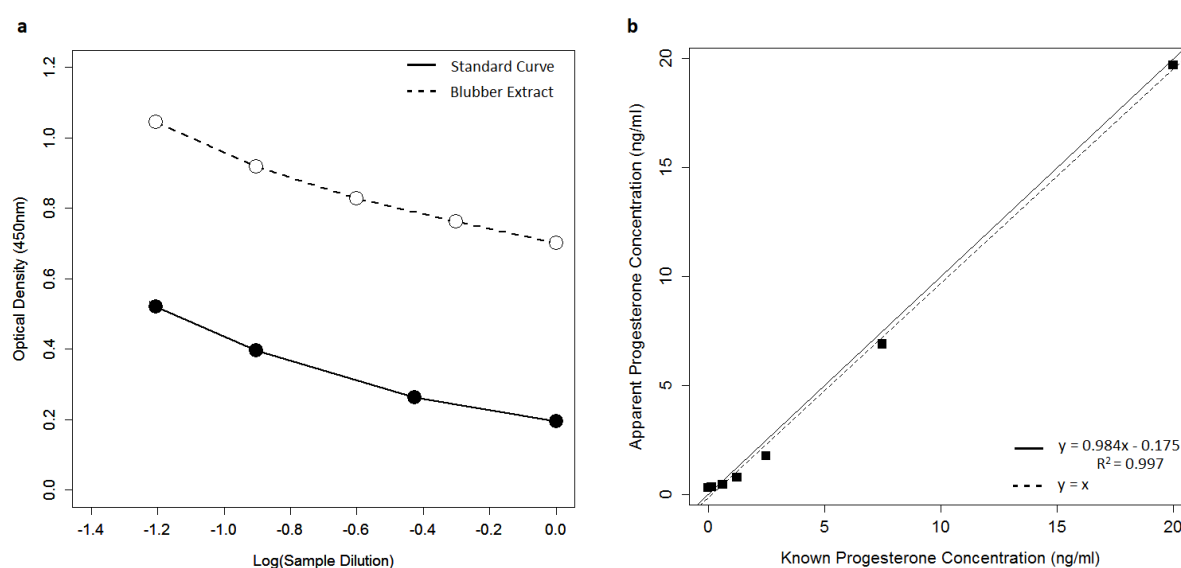 a
Optical Density (450nm)
1.2
1.0
0.8
0.6
0.4
0.2
0.0
Standard Curve
Blubber Extract
-1.4 -1.2 -1.0 -0.8 -0.6 -0.4 -0.2 0.0
Log(Sample Dilution)
b
Apparent Progesterone Concentration (ng/ml)
20
15
10
5
0
y = 0.984x - 0.175
R² = 0.997
y = x
0 5 10 15 20
Known Progesterone Concentration (ng/ml)